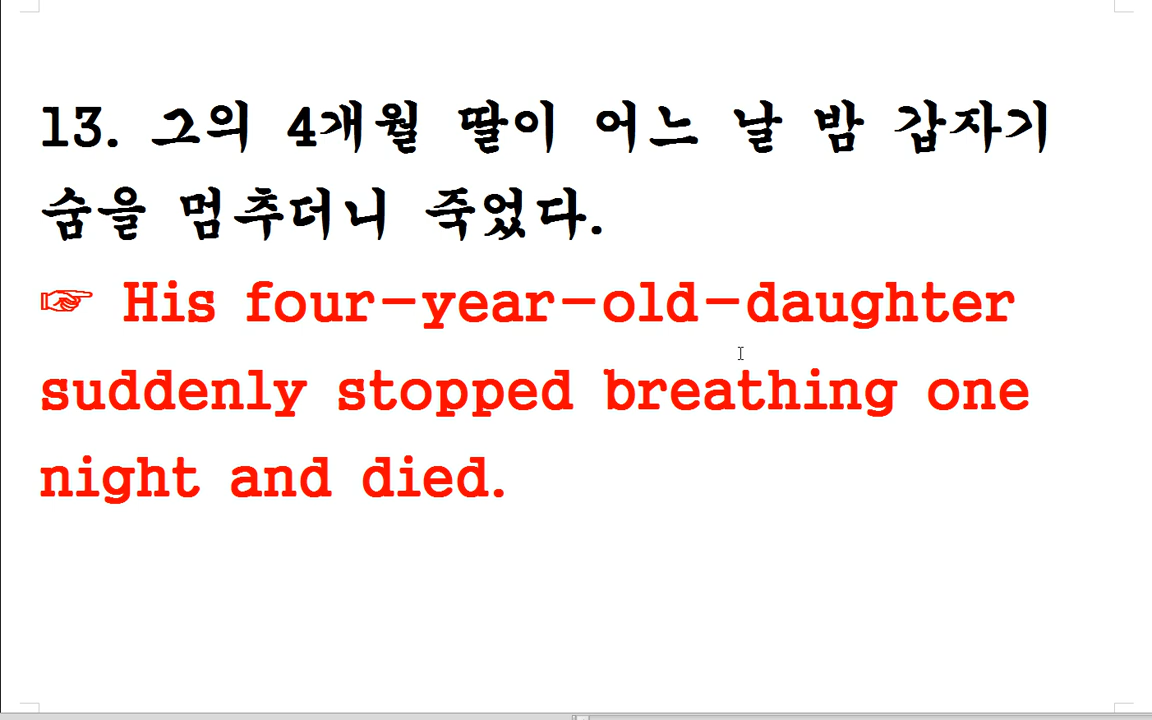 13. 그의 4개월 딸이 어느 날 밤 갑자기
숨을 멈추더니 죽었다.
☞ His four-year-old-daughter
suddenly stopped breathing one
night and died.